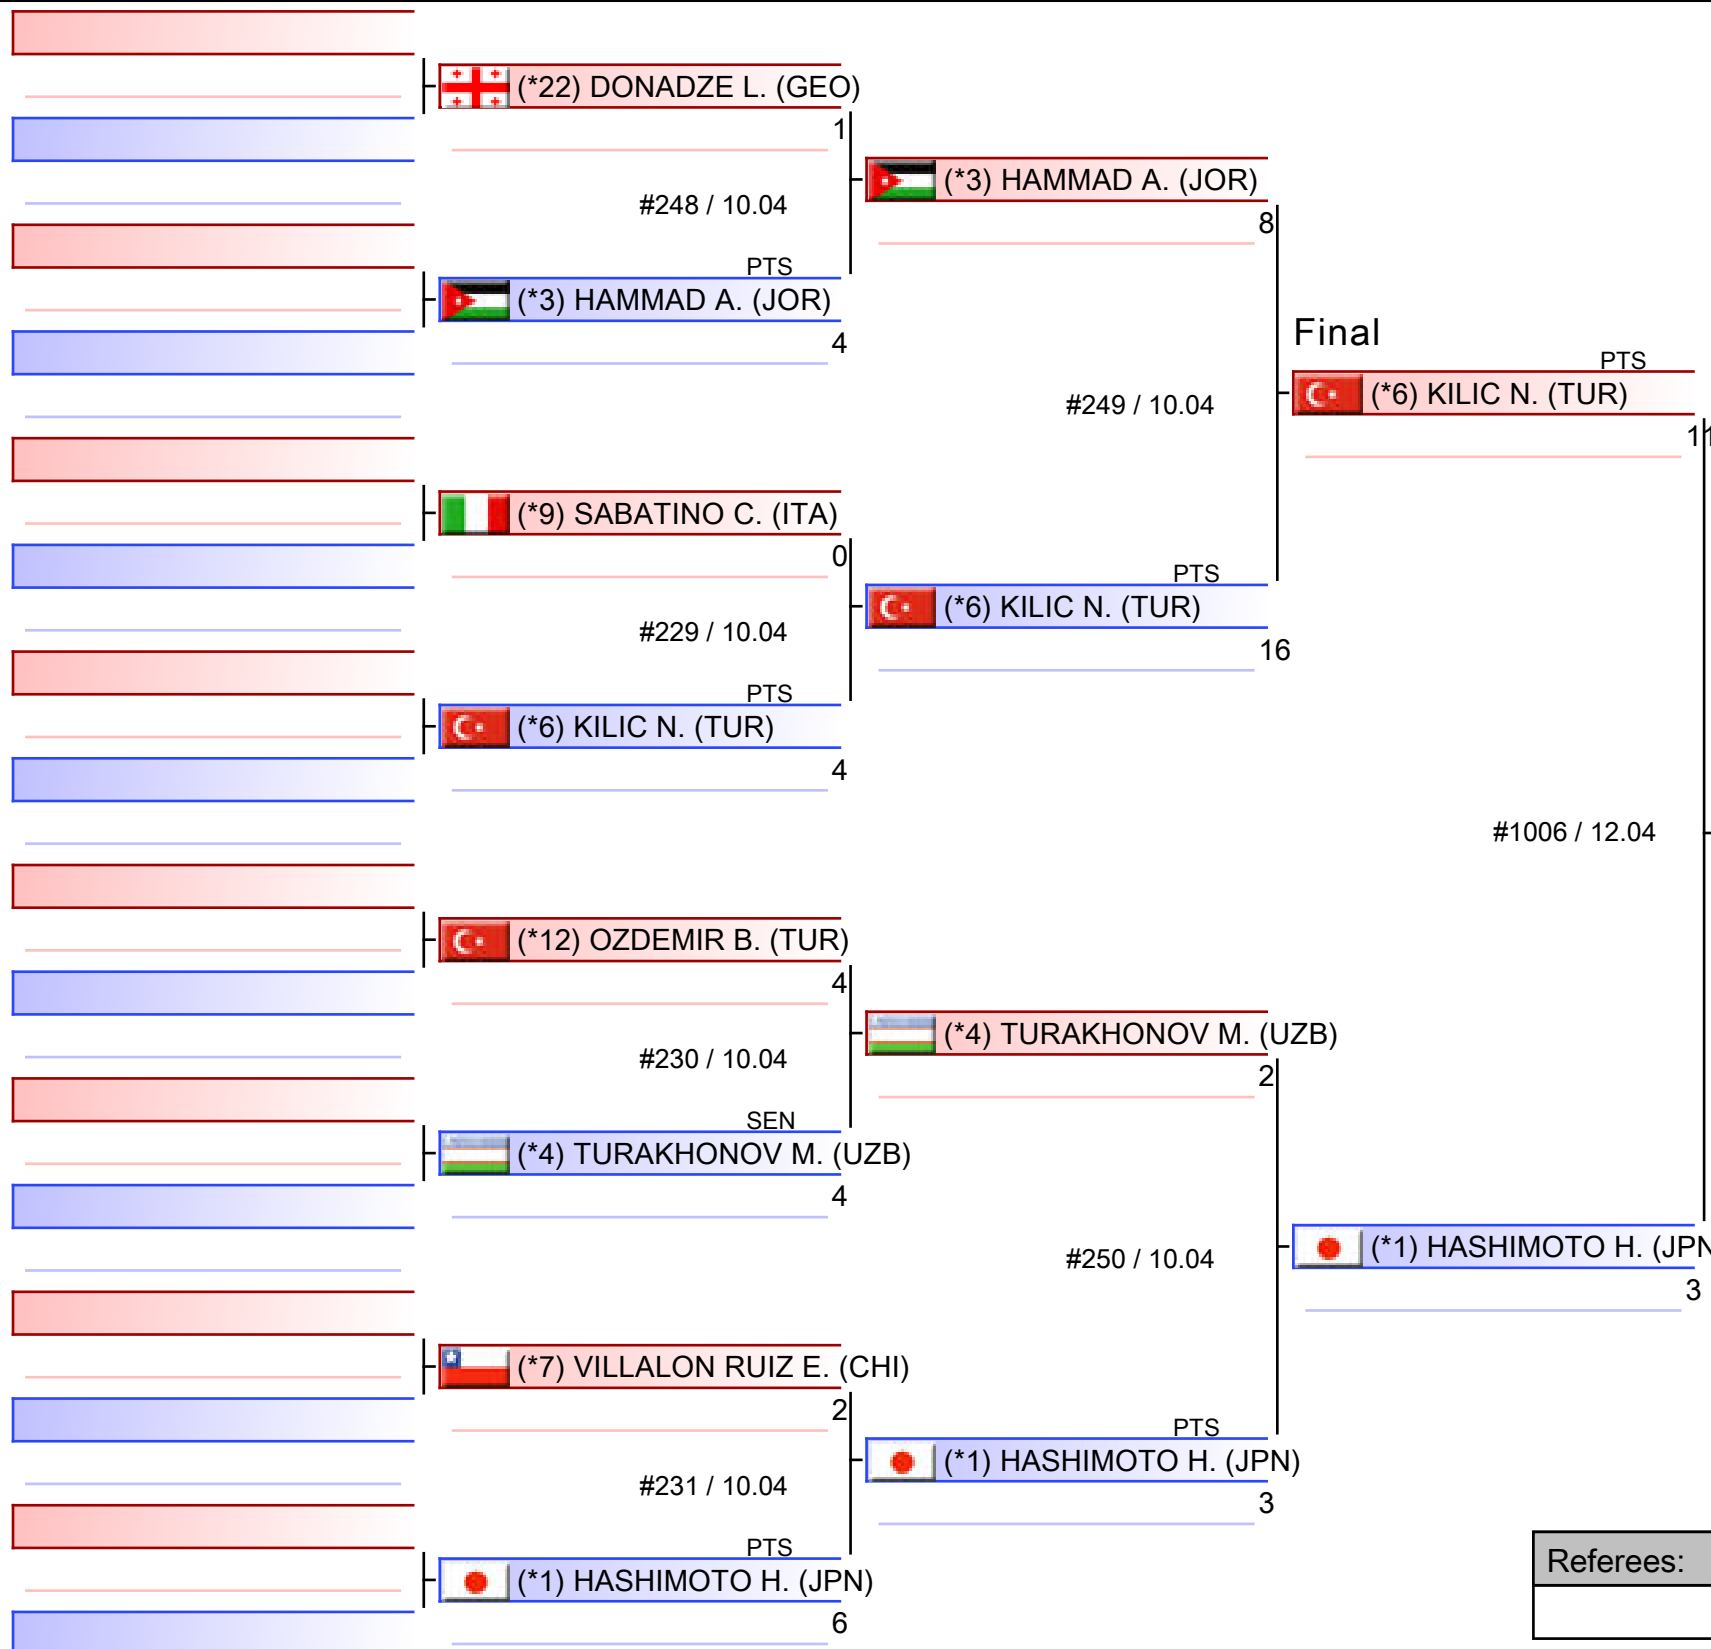 (*22) DONADZE L. (GEO)
1
(*3) HAMMAD A. (JOR)
#248 / 10.04
8
PTS
(*3) HAMMAD A. (JOR)
Final
4
PTS
(*6) KILIC N. (TUR)
#249 / 10.04
11
(*9) SABATINO C. (ITA)
0
PTS
(*6) KILIC N. (TUR)
#229 / 10.04
16
PTS
(*6) KILIC N. (TUR)
4
#1006 / 12.04
(*12) OZDEMIR B. (TUR)
4
(*4) TURAKHONOV M. (UZB)
#230 / 10.04
2
SEN
(*4) TURAKHONOV M. (UZB)
4
(*1) HASHIMOTO H. (JPN
#250 / 10.04
3
(*7) VILLALON RUIZ E. (CHI)
2
PTS
(*1) HASHIMOTO H. (JPN)
#231 / 10.04
3
PTS
(*1) HASHIMOTO H. (JPN)
6
Referees: